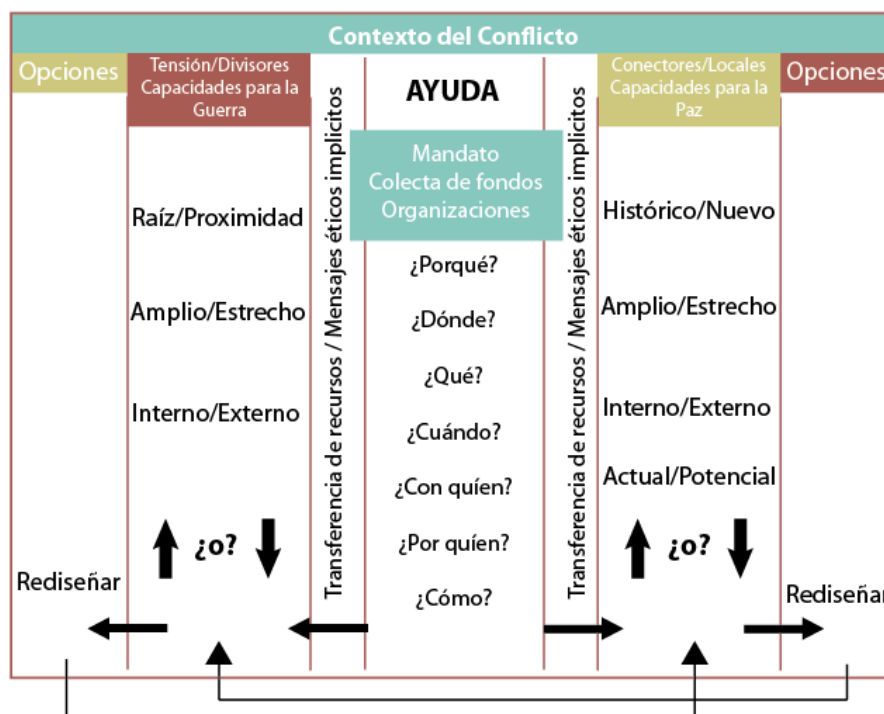 Contexto del Conflicto
Opciones
Tensión/Divisores
Capacidades para la
Guerra
Raíz/Proximidad
Amplio/Estrecho
Interno/Externo
¿o?
Rediseñar
Transferencia de recursos / Mensajes éticos implicitos
AYUDA
Mandato
Colecta de fondos
Organizaciones
¿Porqué?
¿Dónde?
¿Qué?
¿Cuándo?
¿Con quíen?
¿Por quíen?
¿Cómo?
Transferencia de recursos / Mensajes éticos implicitos
Conectores/Locales
Capacidades para la
Paz
Histórico/Nuevo
Amplio/Estrecho
Interno/Externo
Actual/Potencial
¿o?
Opciones
Rediseñar